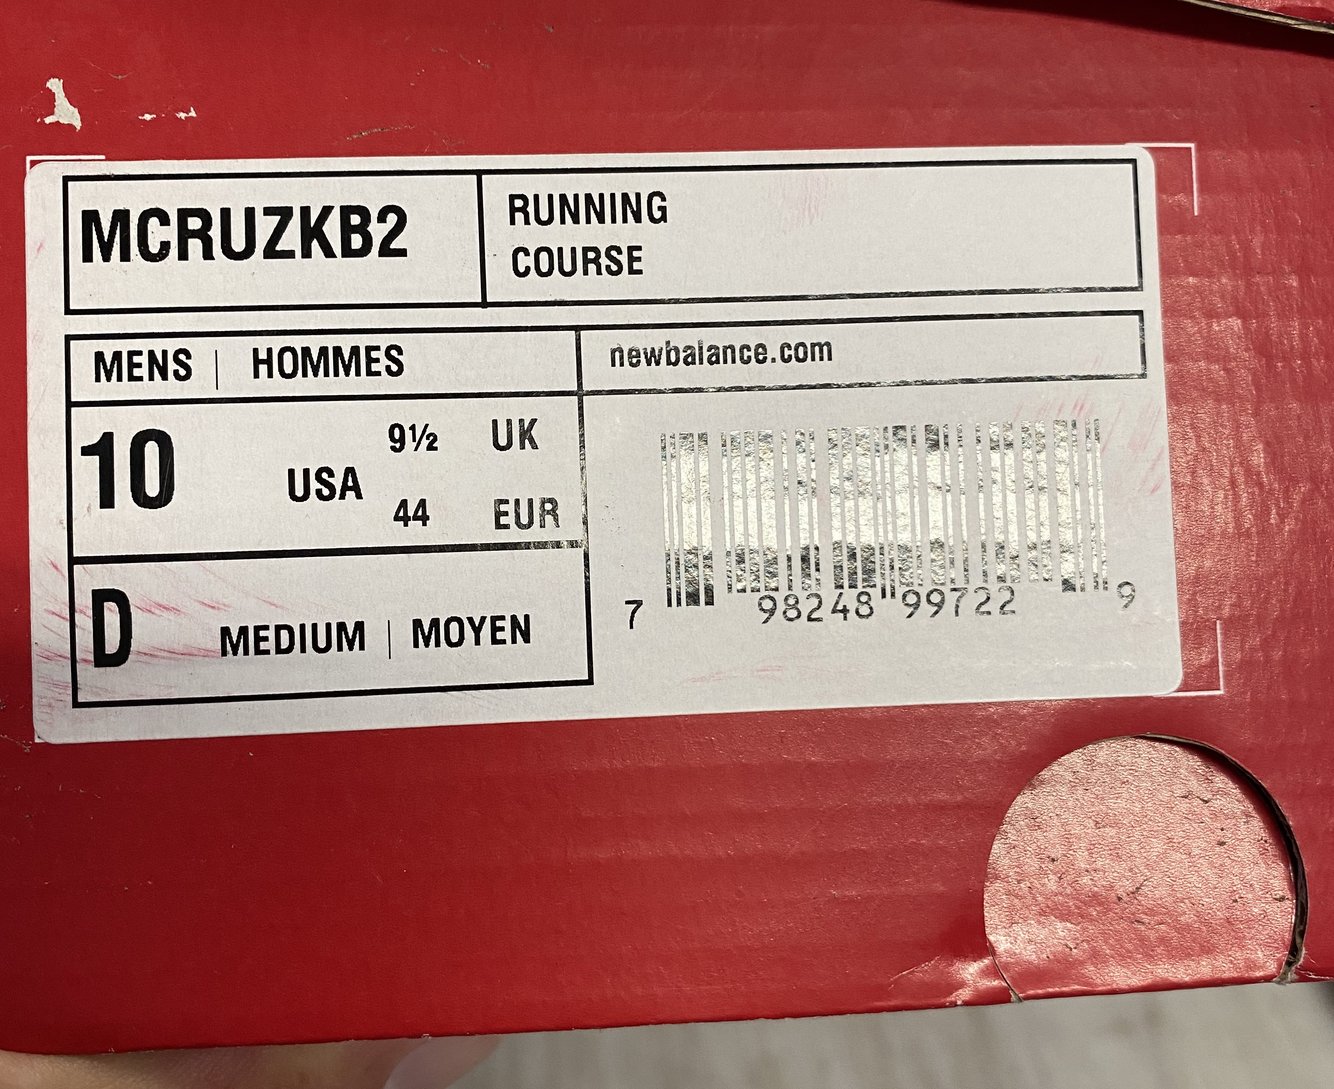 MCRUZKB2
RUNNING
COURSE
MENS | HOMMES
newbalance.com
10 USA
9½ UK
44 EUR
D MEDIUM | MOYEN
7 98248 99722 9